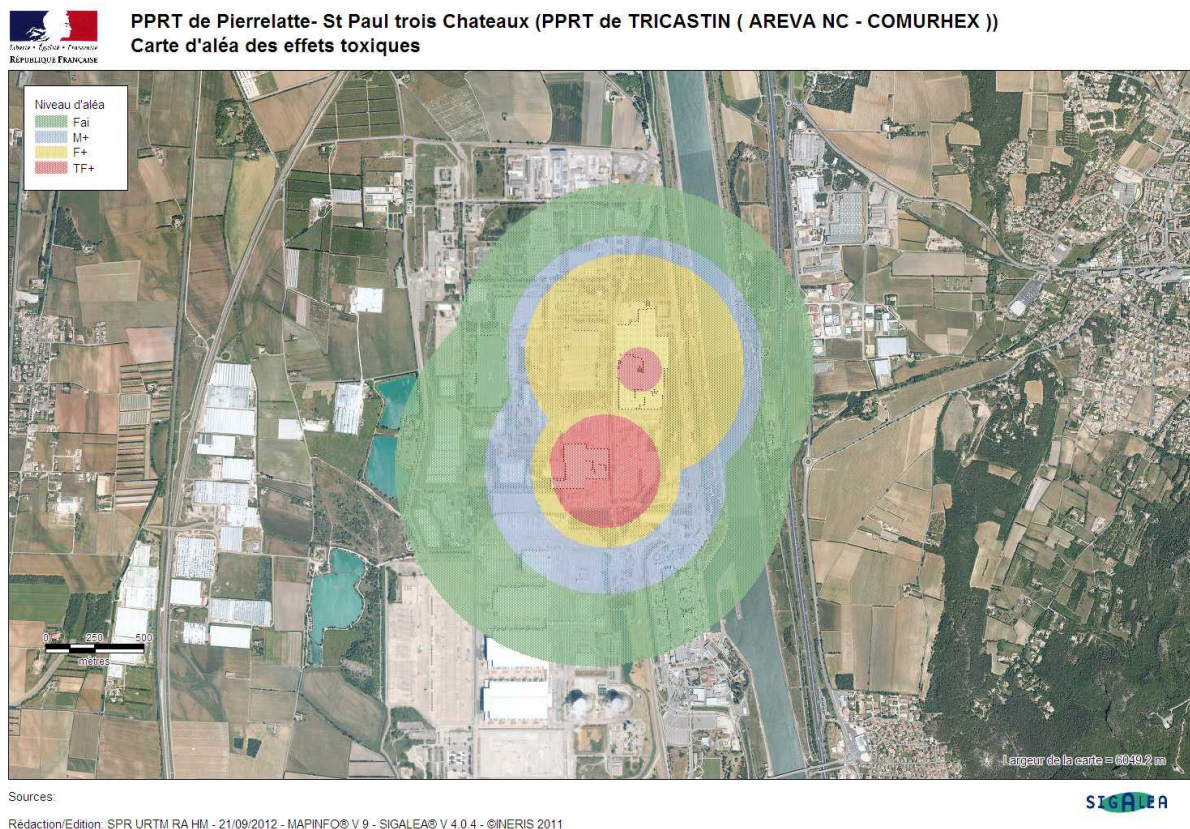 PPRT de Pierrelatte- St Paul trois Chateaux (PPRT de TRICASTIN ( AREVA NC - COMURHEX ))
Carte d'aléa des effets toxiques
Liberté • Égalité • Fraternité
RÉPUBLIQUE FRANÇAISE
Niveau d'aléa
Fai
M+
F+
TF+
0 250 500
mètres
Largeur de la carte = 6049.2 m
Sources:
SIGALEA
Rédaction/Edition: SPR URTM RA HM - 21/09/2012 - MAPINFO® V 9 - SIGALEA® V 4.0.4 - ©INERIS 2011